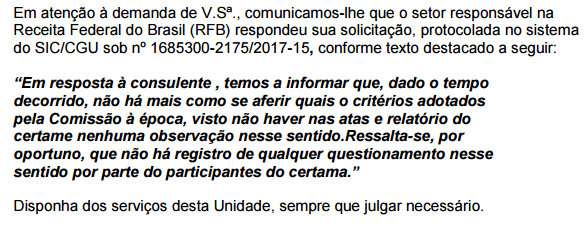 Em atenção à demanda de V.Sª., comunicamos-lhe que o setor responsável na
Receita Federal do Brasil (RFB) respondeu sua solicitação, protocolada no sistema
do SIC/CGU sob nº 1685300-2175/2017-15, conforme texto destacado a seguir:
“Em resposta à consulente , temos a informar que, dado o tempo
decorrido, não há mais como se aferir quais o critérios adotados
pela Comissão à época, visto não haver nas atas e relatório do
certame nenhuma observação nesse sentido.Ressalta-se, por
oportuno, que não há registro de qualquer questionamento nesse
sentido por parte do participantes do certama.”
Disponha dos serviços desta Unidade, sempre que julgar necessário.